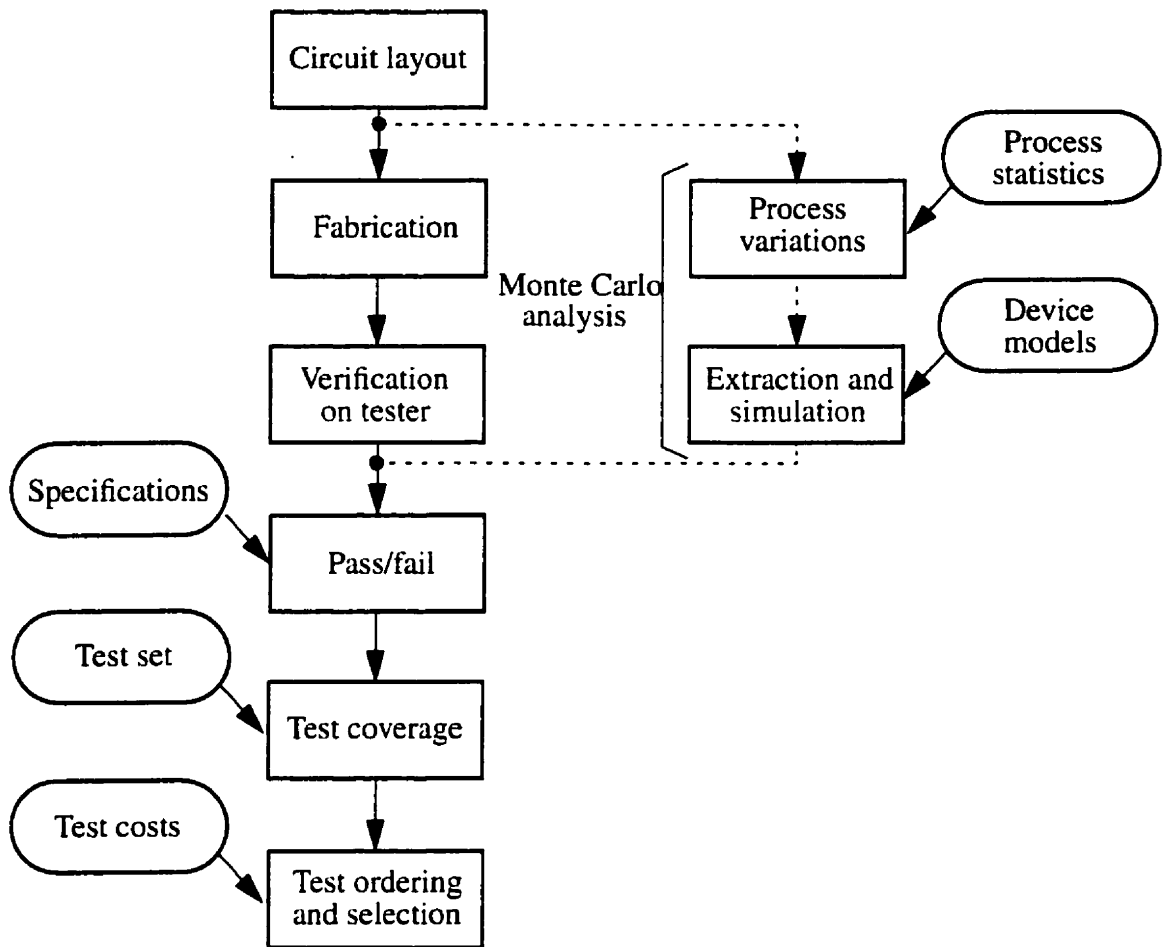 Circuit layout
Process
statistics
Fabrication
Process
variations
Monte Carlo
analysis
Device
models
Verification
on tester
Extraction and
simulation
Specifications
Pass/fail
Test set
Test coverage
Test costs
Test ordering
and selection